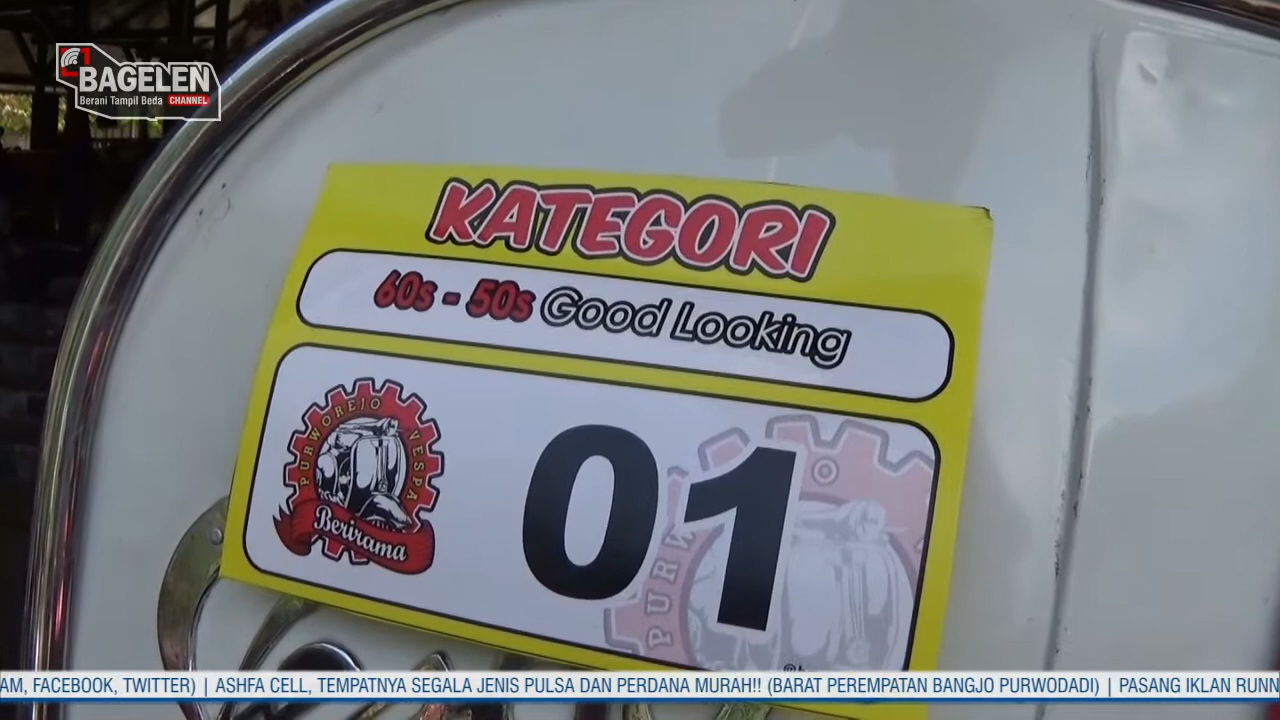 BAGELEN
Berani Tampil Beda CHANNEL
KATEGORI
60s - 50s Good Looking
PURWOREJO VESPA
Berirama
01
PURW
AM, FACEBOOK, TWITTER) | ASHFA CELL, TEMPATNYA SEGALA JENIS PULSA DAN PERDANA MURAH!! (BARAT PEREMPATAN BANGJO PURWODADI) | PASANG IKLAN RUNN